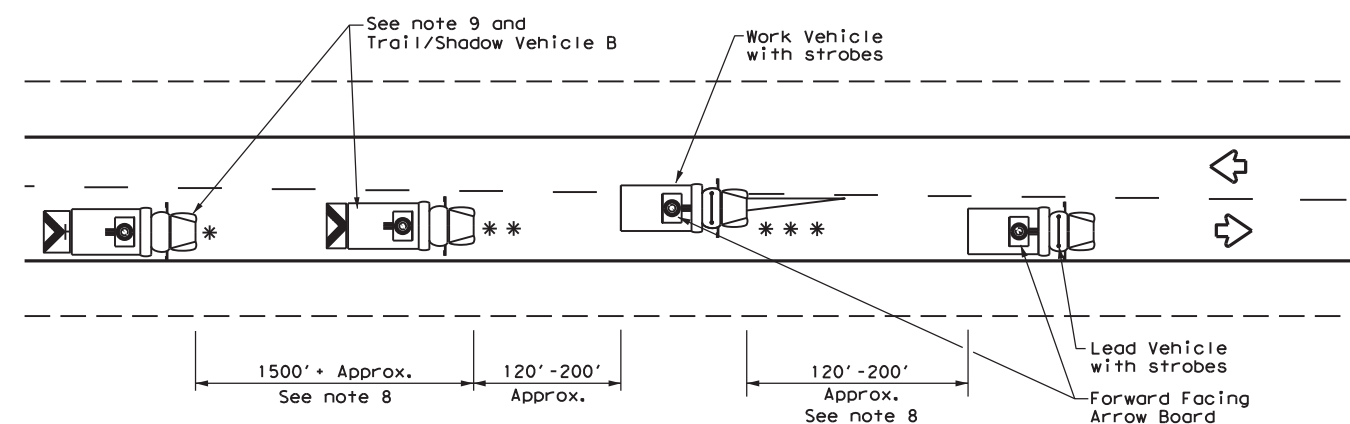 See note 9 and
Trail/Shadow Vehicle B
Work Vehicle
with strobes
*
* *
* * *
1500'+ Approx.
See note 8
120'-200'
Approx.
120'-200'
Approx.
See note 8
Lead Vehicle
with strobes
Forward Facing
Arrow Board